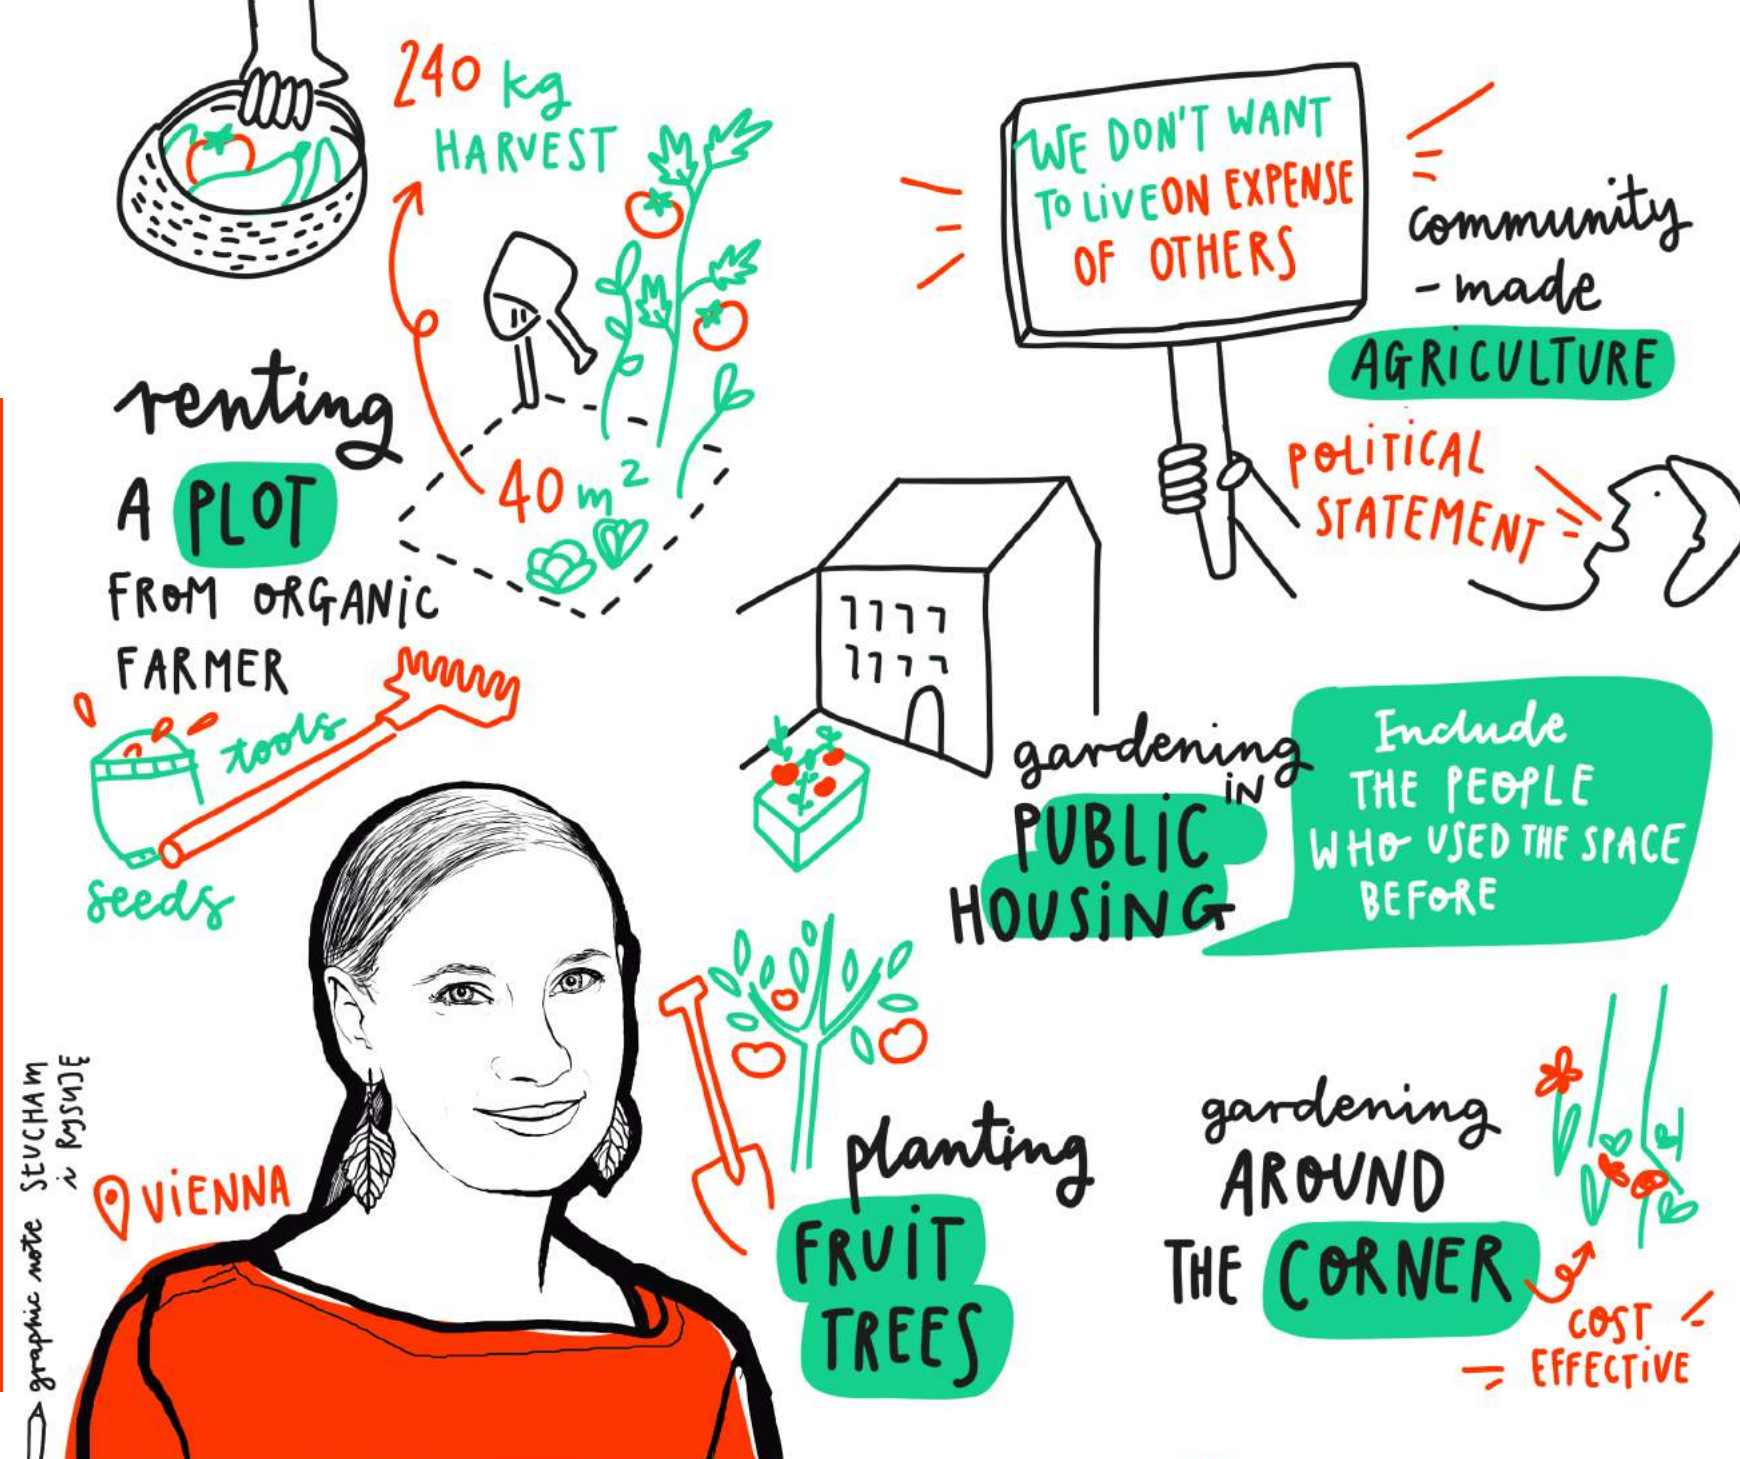 240 kg
HARVEST
renting
A PLOT
FROM ORGANIC
FARMER
40 m²
tools
seeds
WE DON'T WANT
TO LIVE ON EXPENSE
OF OTHERS
community
-made
AGRICULTURE
POLITICAL
STATEMENT
gardening
IN
PUBLIC
HOUSING
Include
THE PEOPLE
WHO USED THE SPACE
BEFORE
VIENNA
planting
FRUIT
TREES
gardening
AROUND
THE CORNER
COST
EFFECTIVE
graphic note SŁUCHAM
i RYSUJĘ